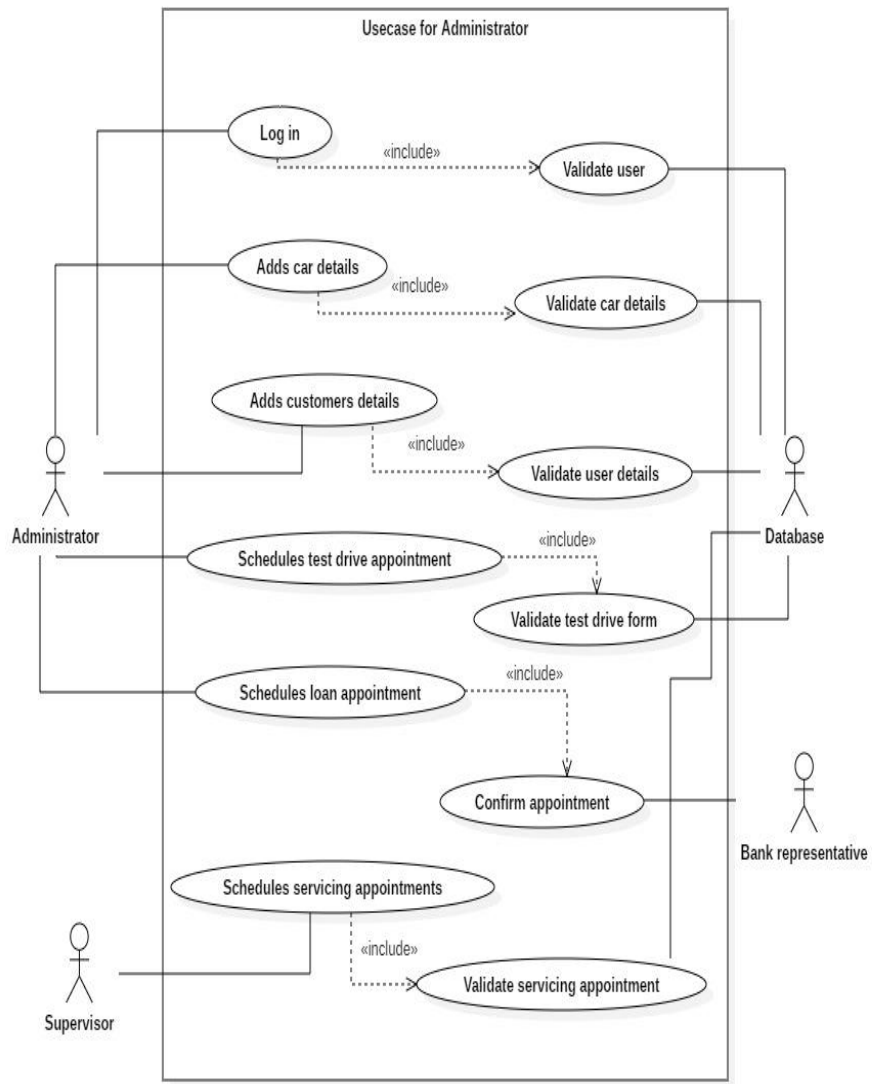 Usecase for Administrator
Log in
«include»
Validate user
Adds car details
«include»
Validate car details
Adds customers details
«include»
Validate user details
Administrator
Database
Schedules test drive appointment
«include»
Validate test drive form
Schedules loan appointment
«include»
Confirm appointment
Bank representative
Schedules servicing appointments
«include»
Validate servicing appointment
Supervisor